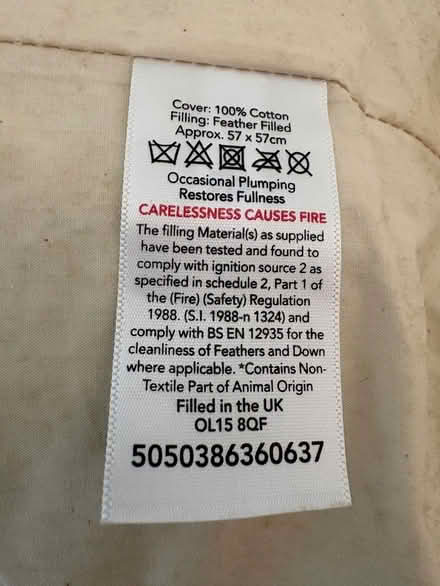 Cover: 100% Cotton
Filling: Feather Filled
Approx. 57 x 57cm
Occasional Plumping
Restores Fullness
CARELESSNESS CAUSES FIRE
The filling Material(s) as supplied
have been tested and found to
comply with ignition source 2 as
specified in schedule 2, Part 1 of
the (Fire) (Safety) Regulation
1988. (S.I. 1988-n 1324) and
comply with BS EN 12935 for the
cleanliness of Feathers and Down
where applicable. *Contains Non-
Textile Part of Animal Origin
Filled in the UK
OL15 8QF
5050386360637